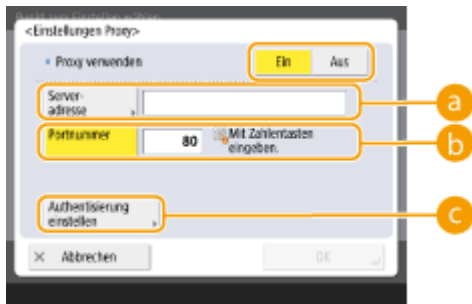 <Einstellungen Proxy>
Proxy verwenden
Ein
Aus
Server-
adresse
a
Portnummer
80
Mit Zahlentasten
eingeben.
b
Authentisierung
einstellen
c
× Abbrechen
OK